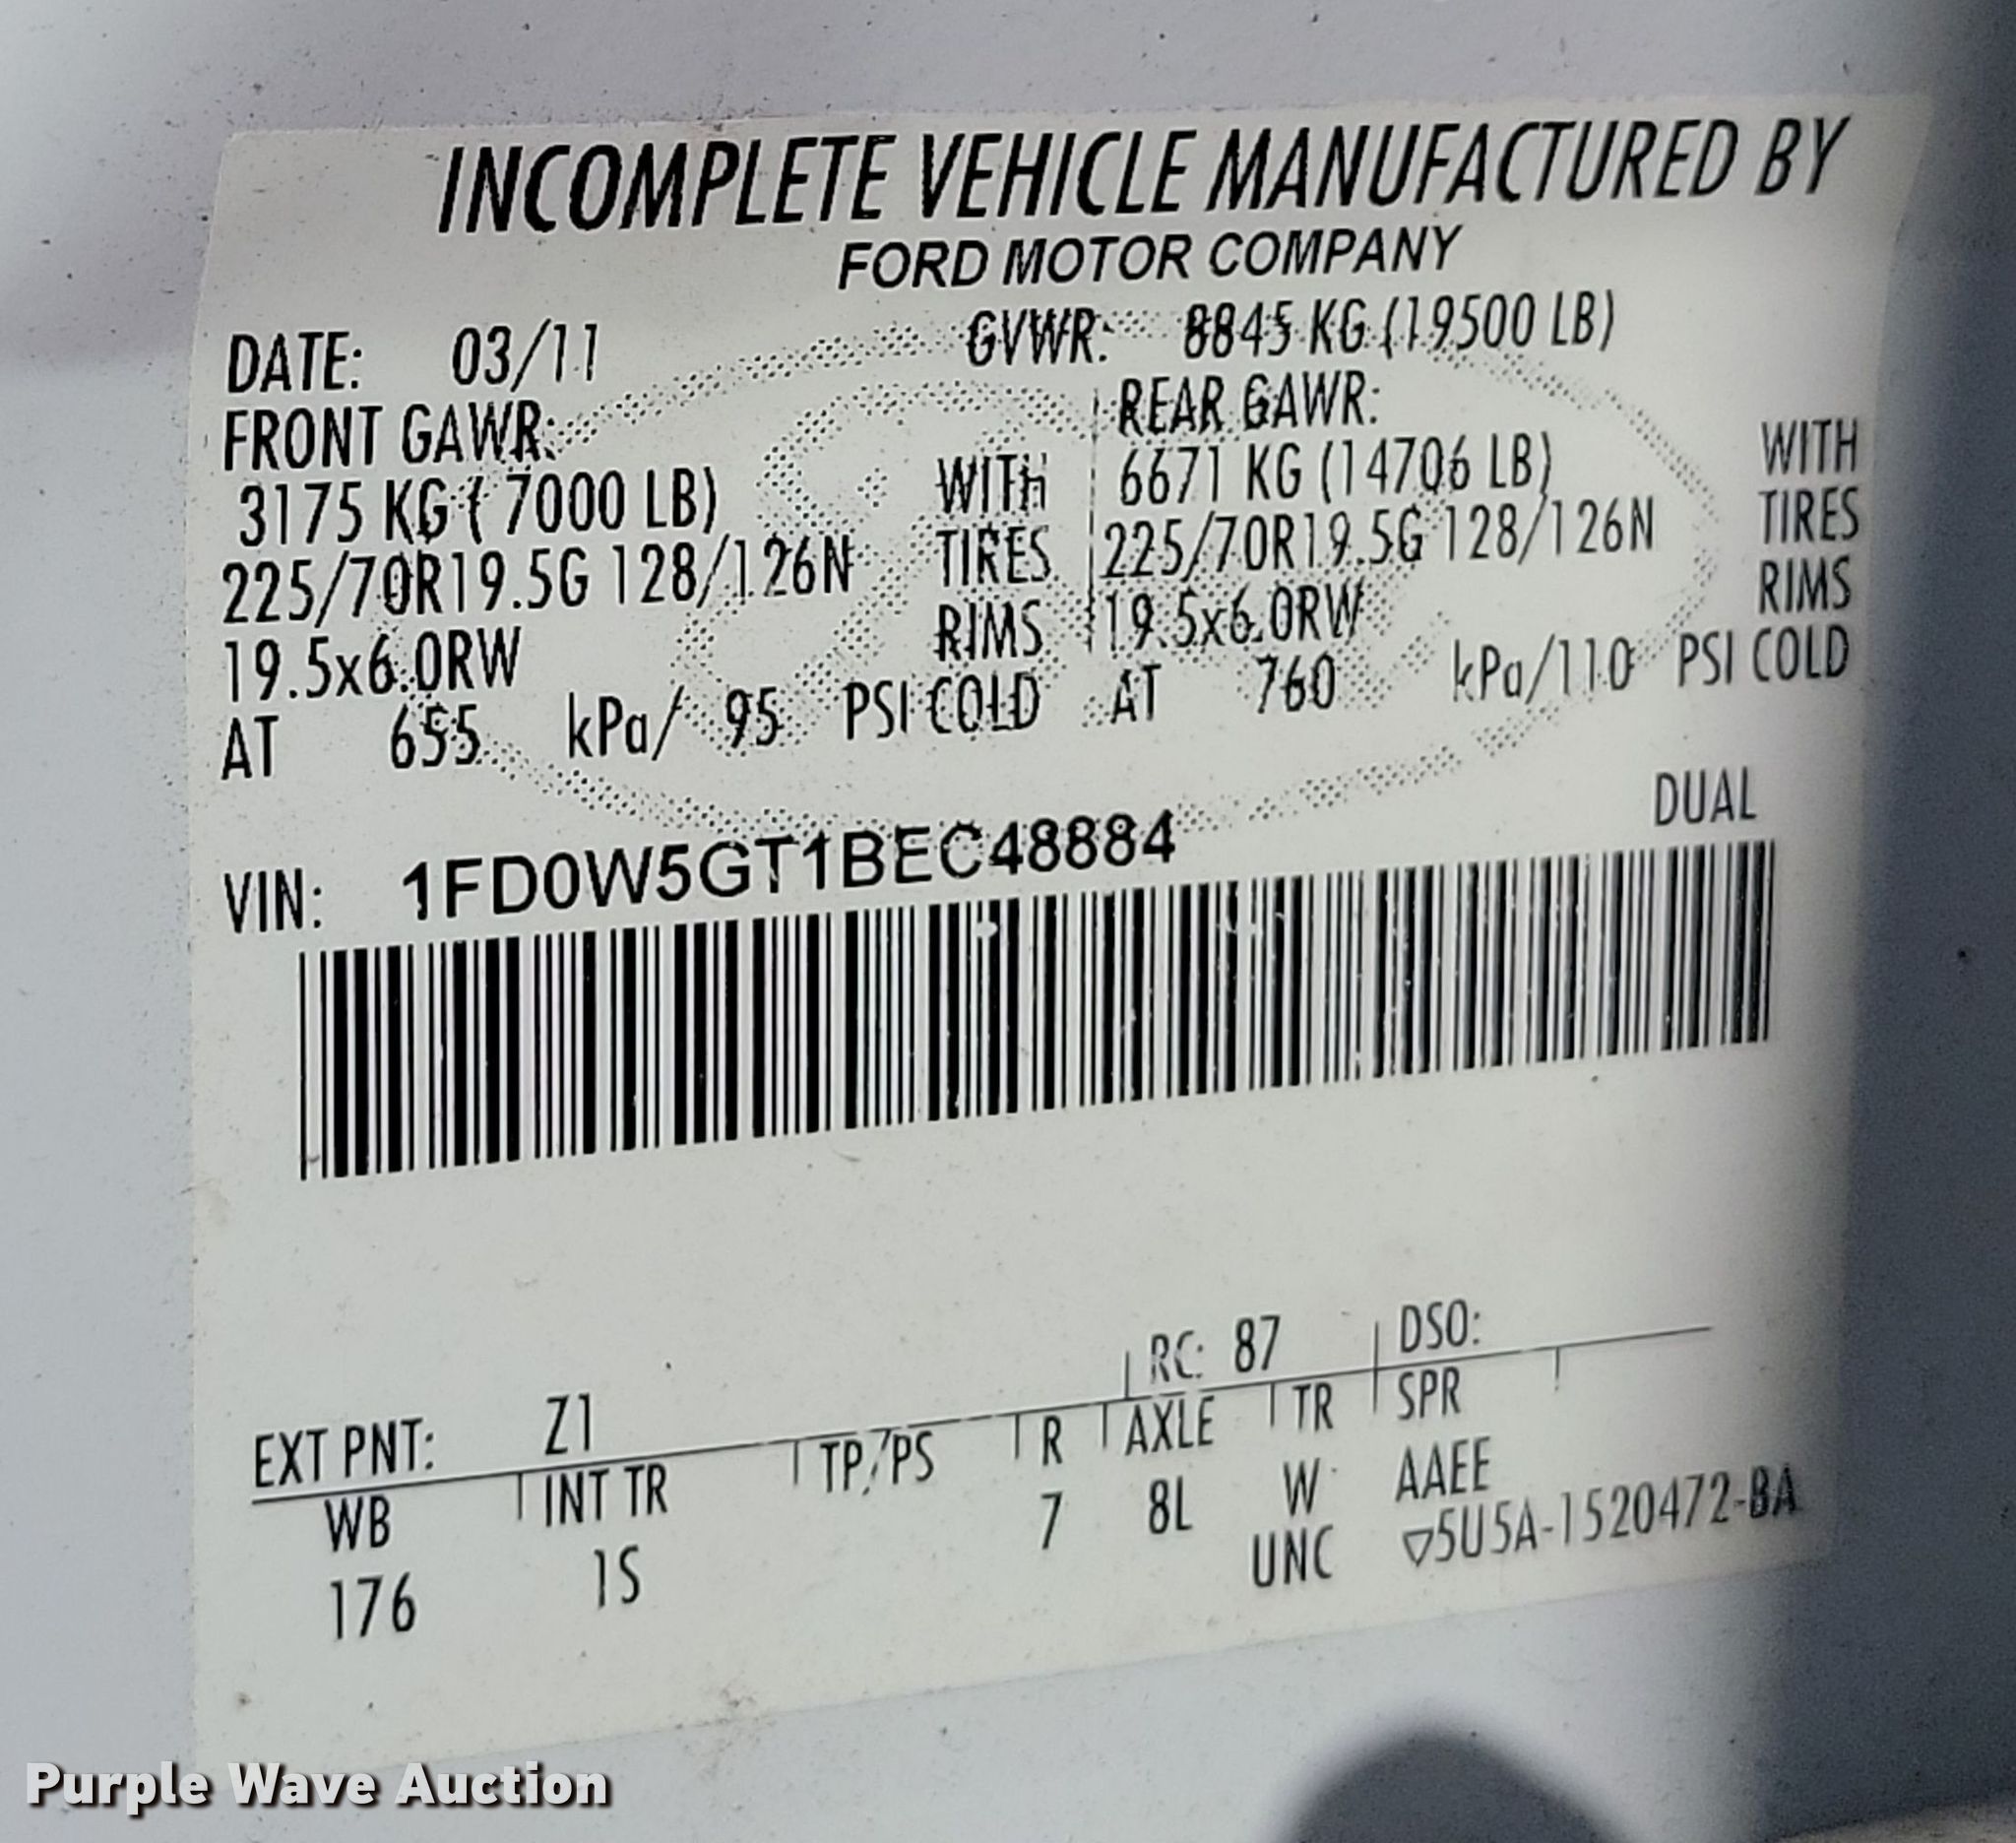 INCOMPLETE VEHICLE MANUFACTURED BY
FORD MOTOR COMPANY
DATE: 03/11 GVWR: 8845 KG (19500 LB)
FRONT GAWR: REAR GAWR:
3175 KG ( 7000 LB) WITH 6671 KG (14706 LB) WITH
225/70R19.5G 128/126N TIRES 225/70R19.5G 128/126N TIRES
19.5x6.0RW RIMS 19.5x6.0RW RIMS
AT 655 kPa/ 95 PSI COLD AT 760 kPa/110 PSI COLD
DUAL
VIN: 1FD0W5GT1BEC48884
RC: 87 DSO:
EXT PNT: Z1
WB INT TR TP/PS R AXLE TR SPR
176 1S 7 8L W AAEE
UNC ▽5U5A-1520472-BA
Purple Wave Auction